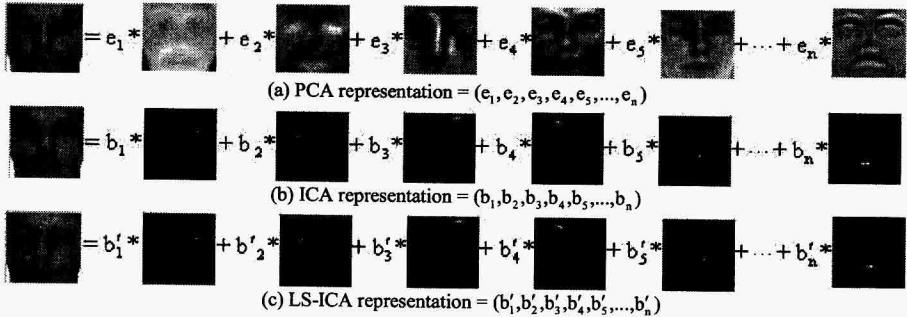 = e₁* + e₂* + e₃* + e₄* + e₅* + ... + eₙ*
(a) PCA representation = (e₁,e₂,e₃,e₄,e₅,...,eₙ)
= b₁* + b₂* + b₃* + b₄* + b₅* + ... + bₙ*
(b) ICA representation = (b₁,b₂,b₃,b₄,b₅,...,bₙ)
= b′₁* + b′₂* + b′₃* + b′₄* + b′₅* + ... + b′ₙ*
(c) LS-ICA representation = (b′₁,b′₂,b′₃,b′₄,b′₅,...,b′ₙ)